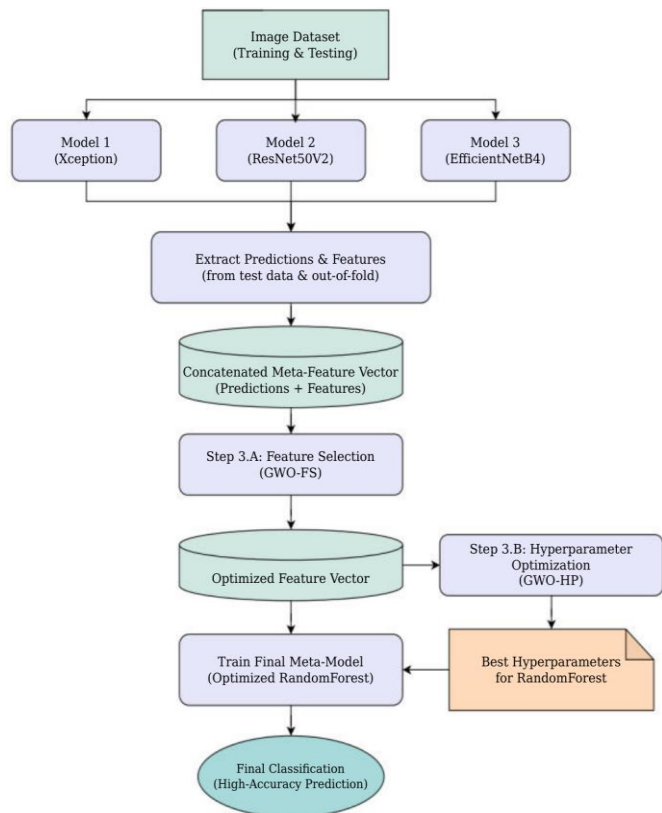 Image Dataset
(Training & Testing)
Model 1
(Xception)
Model 2
(ResNet50V2)
Model 3
(EfficientNetB4)
Extract Predictions & Features
(from test data & out-of-fold)
Concatenated Meta-Feature Vector
(Predictions + Features)
Step 3.A: Feature Selection
(GWO-FS)
Optimized Feature Vector
Step 3.B: Hyperparameter
Optimization
(GWO-HP)
Train Final Meta-Model
(Optimized RandomForest)
Best Hyperparameters
for RandomForest
Final Classification
(High-Accuracy Prediction)